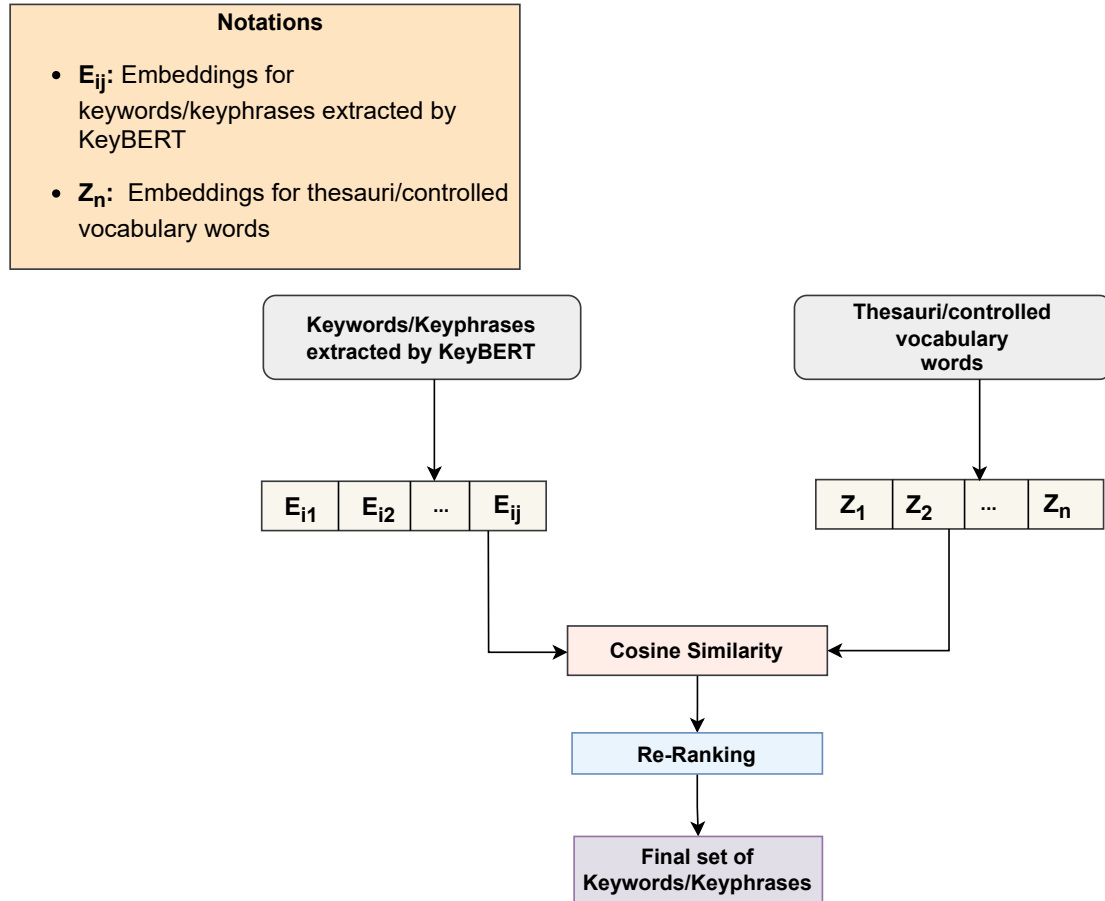 Notations
• E_ij: Embeddings for
keywords/keyphrases extracted by
KeyBERT
• Z_n: Embeddings for thesauri/controlled
vocabulary words
Keywords/Keyphrases
extracted by KeyBERT
Thesauri/controlled
vocabulary
words
E_i1 E_i2 ... E_ij
Z_1 Z_2 ... Z_n
Cosine Similarity
Re-Ranking
Final set of
Keywords/Keyphrases